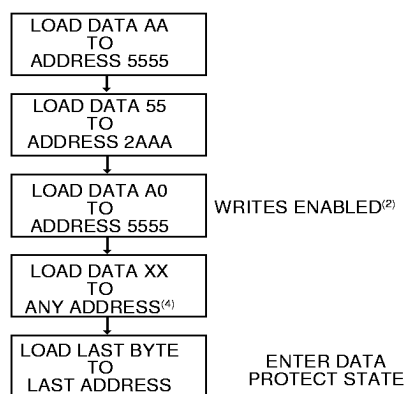 LOAD DATA AA
TO
ADDRESS 5555
LOAD DATA 55
TO
ADDRESS 2AAA
LOAD DATA A0
TO
ADDRESS 5555
WRITES ENABLED(2)
LOAD DATA XX
TO
ANY ADDRESS(4)
LOAD LAST BYTE
TO
LAST ADDRESS
ENTER DATA
PROTECT STATE